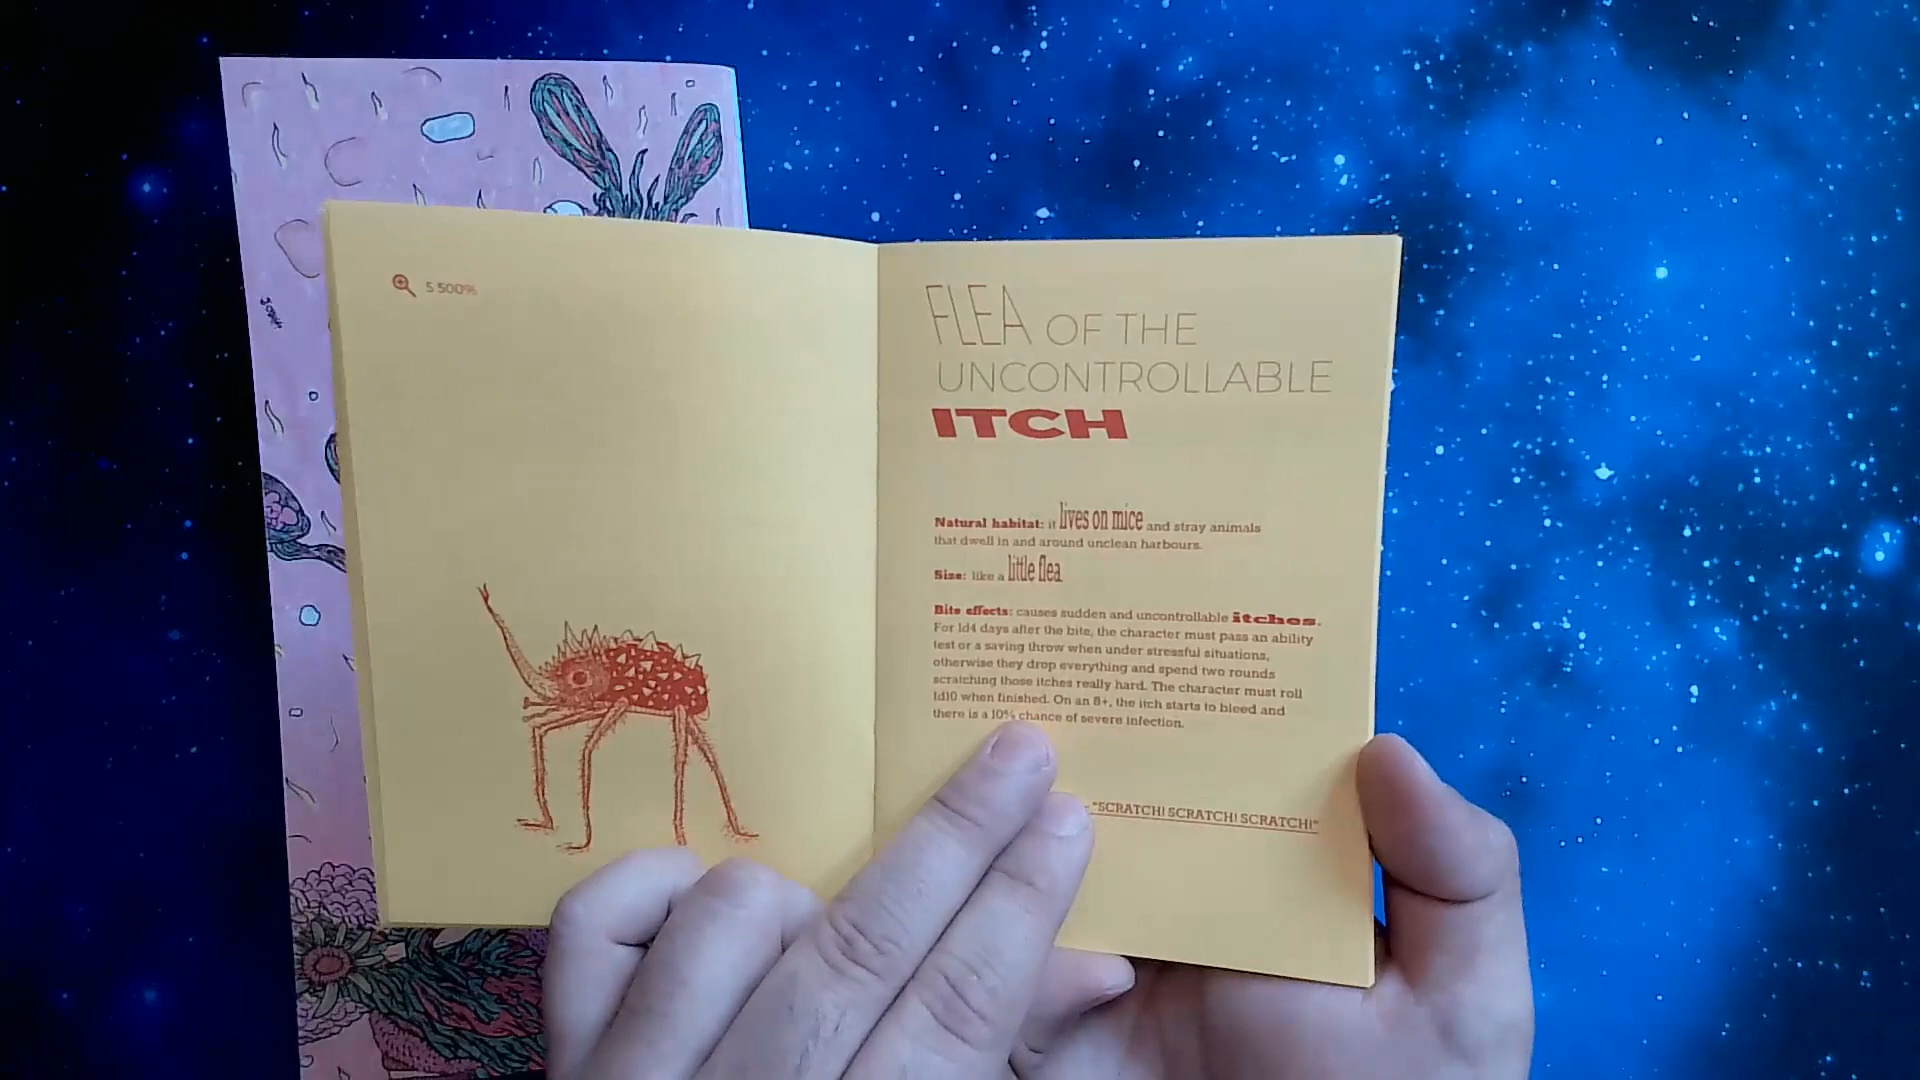 5 500%
FLEA OF THE
UNCONTROLLABLE
ITCH
Natural habitat: it lives on mice and stray animals
that dwell in and around unclean harbours.
Size: like a little flea
Bite effects: causes sudden and uncontrollable itches.
For 1d4 days after the bite, the character must pass an ability
test or a saving throw when under stressful situations,
otherwise they drop everything and spend two rounds
scratching those itches really hard. The character must roll
1d10 when finished. On an 8+, the itch starts to bleed and
there is a 10% chance of severe infection.
- "SCRATCH! SCRATCH! SCRATCH!"